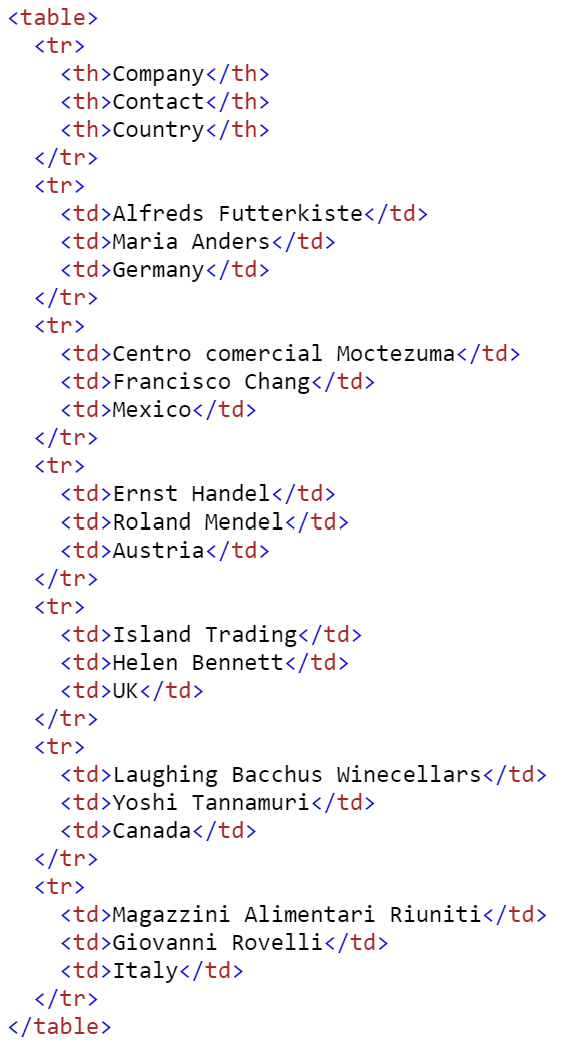 <table>
  <tr>
    <th>Company</th>
    <th>Contact</th>
    <th>Country</th>
  </tr>
  <tr>
    <td>Alfreds Futterkiste</td>
    <td>Maria Anders</td>
    <td>Germany</td>
  </tr>
  <tr>
    <td>Centro comercial Moctezuma</td>
    <td>Francisco Chang</td>
    <td>Mexico</td>
  </tr>
  <tr>
    <td>Ernst Handel</td>
    <td>Roland Mendel</td>
    <td>Austria</td>
  </tr>
  <tr>
    <td>Island Trading</td>
    <td>Helen Bennett</td>
    <td>UK</td>
  </tr>
  <tr>
    <td>Laughing Bacchus Winecellars</td>
    <td>Yoshi Tannamuri</td>
    <td>Canada</td>
  </tr>
  <tr>
    <td>Magazzini Alimentari Riuniti</td>
    <td>Giovanni Rovelli</td>
    <td>Italy</td>
  </tr>
</table>